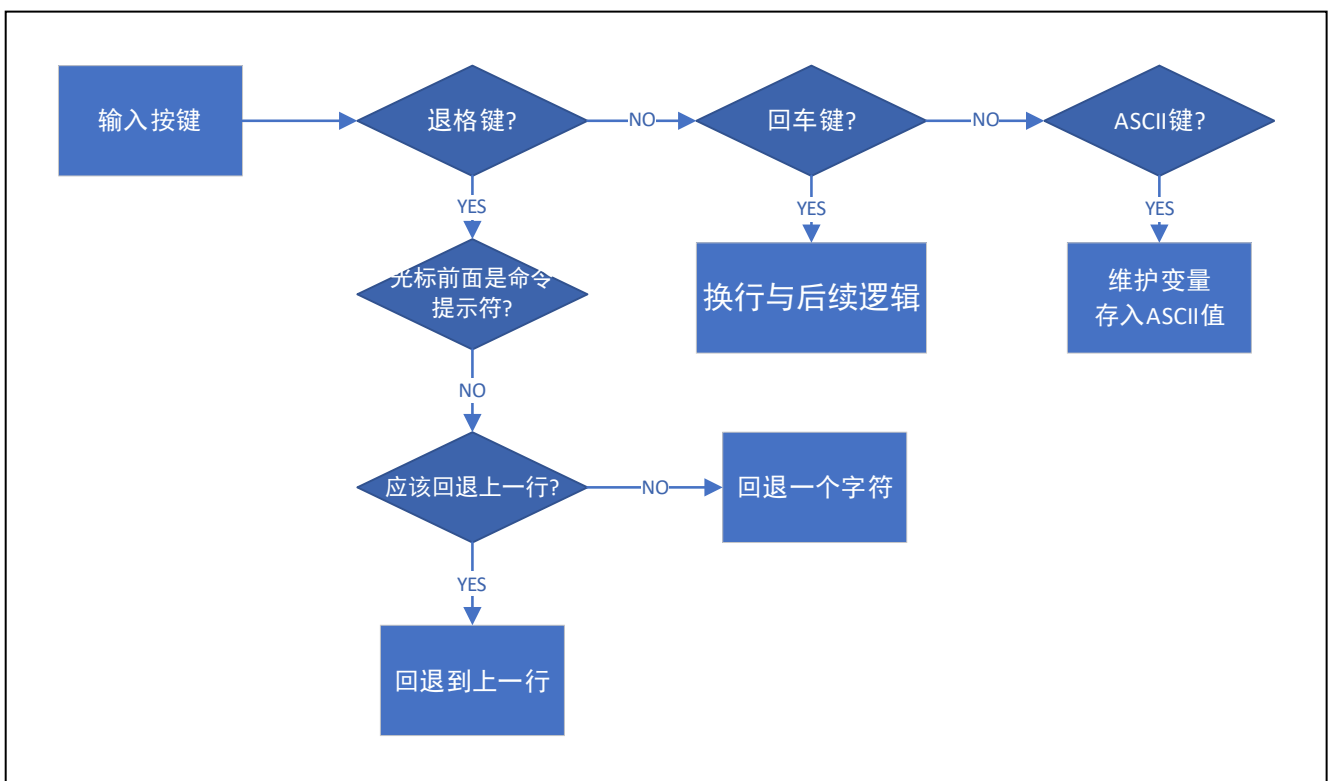 输入按键
退格键?
NO
回车键?
NO
ASCII键?
YES
YES
YES
光标前面是命令
提示符?
换行与后续逻辑
维护变量
存入ASCII值
NO
应该回退上一行?
NO
回退一个字符
YES
回退到上一行